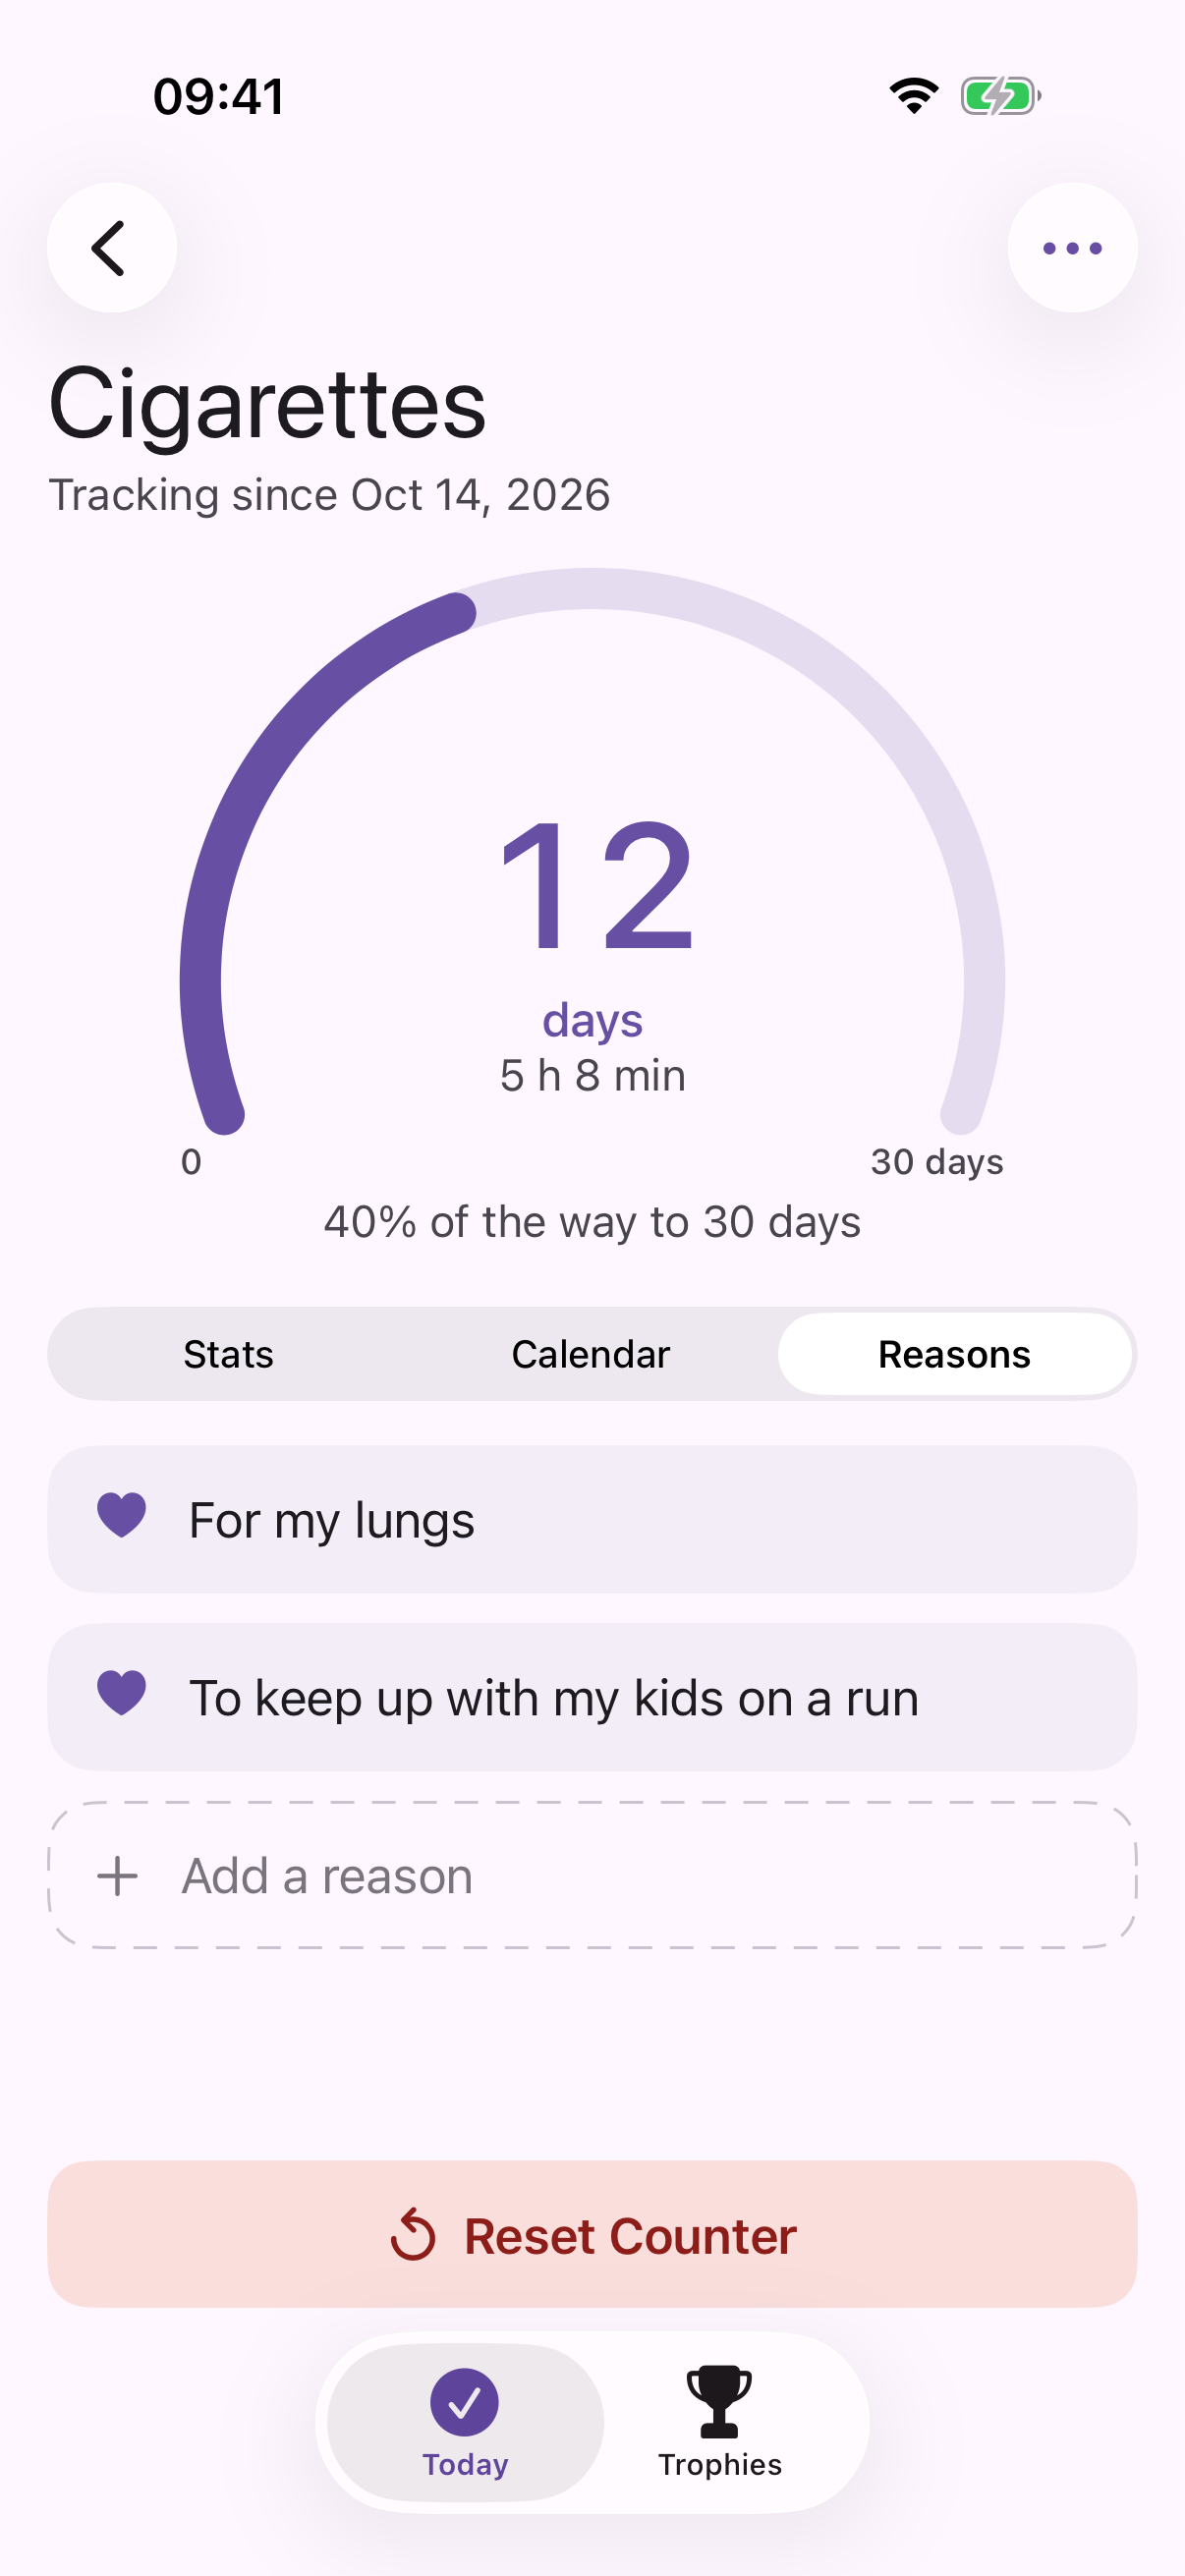 09:41
Cigarettes
Tracking since Oct 14, 2026
12
days
5 h 8 min
0
30 days
40% of the way to 30 days
Stats
Calendar
Reasons
For my lungs
To keep up with my kids on a run
Add a reason
Reset Counter
Today
Trophies